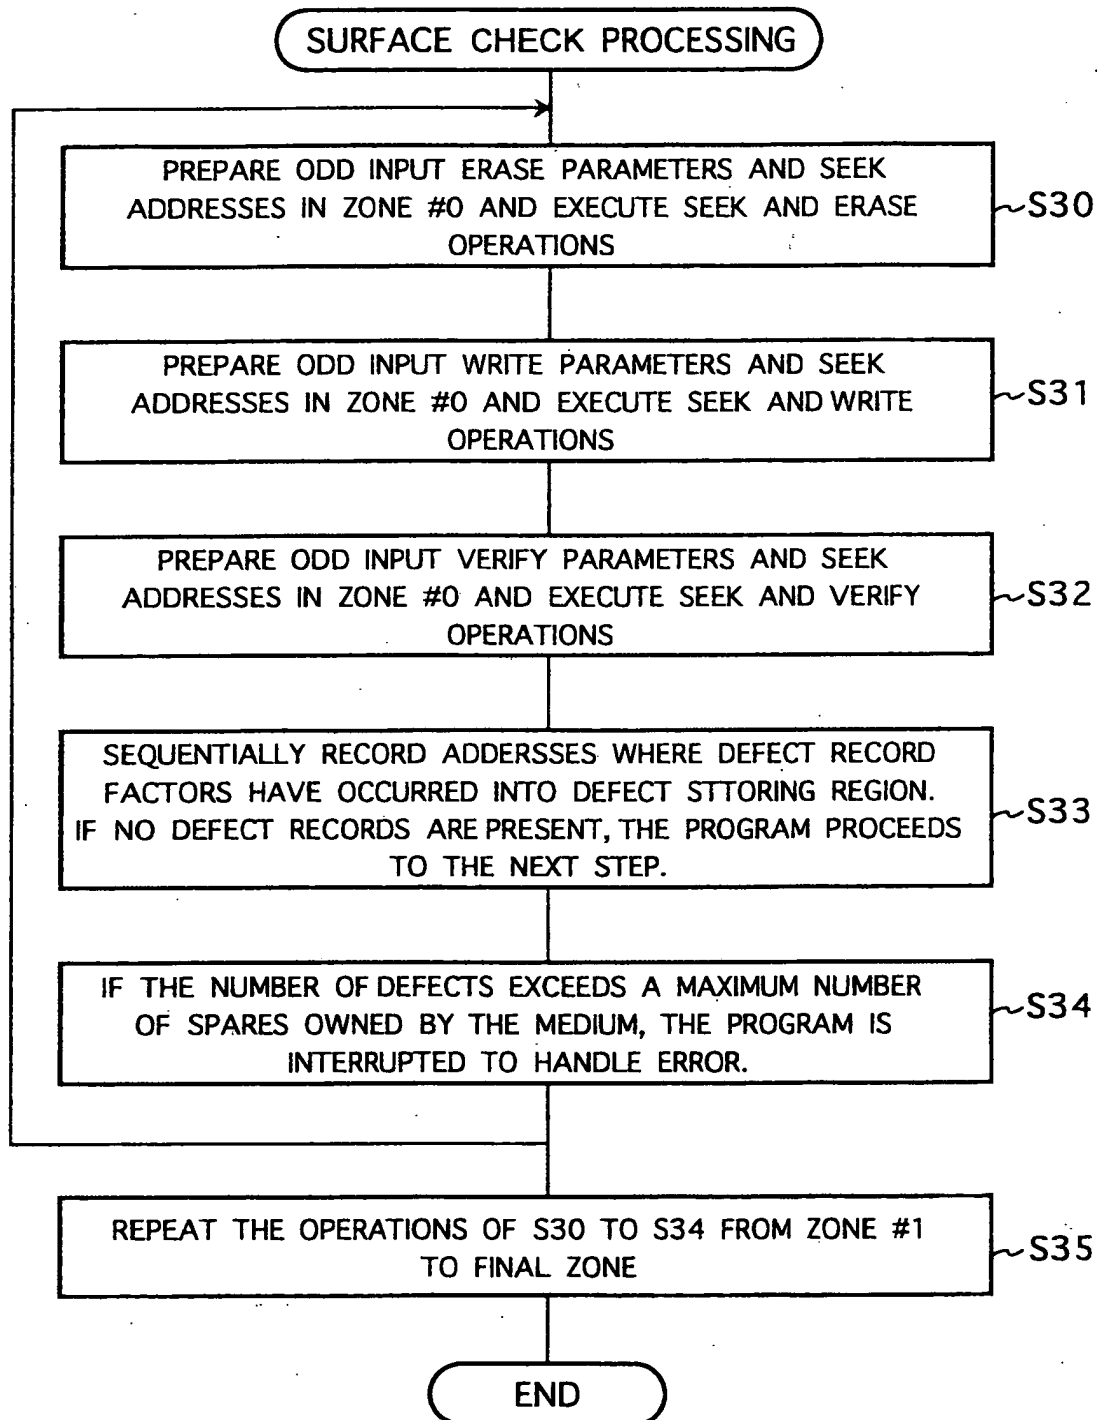 SURFACE CHECK PROCESSING
PREPARE ODD INPUT ERASE PARAMETERS AND SEEK
ADDRESSES IN ZONE #0 AND EXECUTE SEEK AND ERASE
OPERATIONS
S30
PREPARE ODD INPUT WRITE PARAMETERS AND SEEK
ADDRESSES IN ZONE #0 AND EXECUTE SEEK AND WRITE
OPERATIONS
S31
PREPARE ODD INPUT VERIFY PARAMETERS AND SEEK
ADDRESSES IN ZONE #0 AND EXECUTE SEEK AND VERIFY
OPERATIONS
S32
SEQUENTIALLY RECORD ADDERSSES WHERE DEFECT RECORD
FACTORS HAVE OCCURRED INTO DEFECT STTORING REGION.
IF NO DEFECT RECORDS ARE PRESENT, THE PROGRAM PROCEEDS
TO THE NEXT STEP.
S33
IF THE NUMBER OF DEFECTS EXCEEDS A MAXIMUM NUMBER
OF SPARES OWNED BY THE MEDIUM, THE PROGRAM IS
INTERRUPTED TO HANDLE ERROR.
S34
REPEAT THE OPERATIONS OF S30 TO S34 FROM ZONE #1
TO FINAL ZONE
S35
END